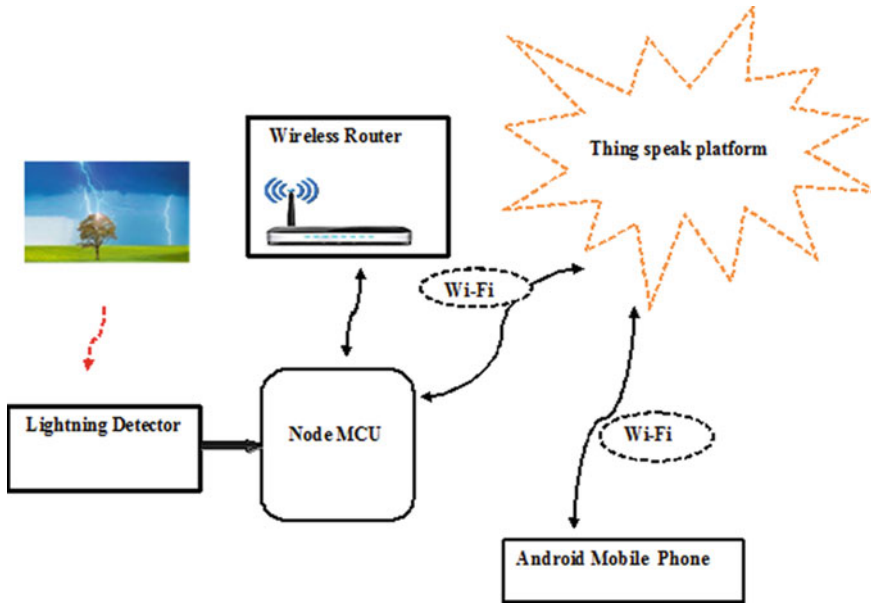 Wireless Router
Thing speak platform
Wi-Fi
Lightning Detector
Node MCU
Wi-Fi
Android Mobile Phone